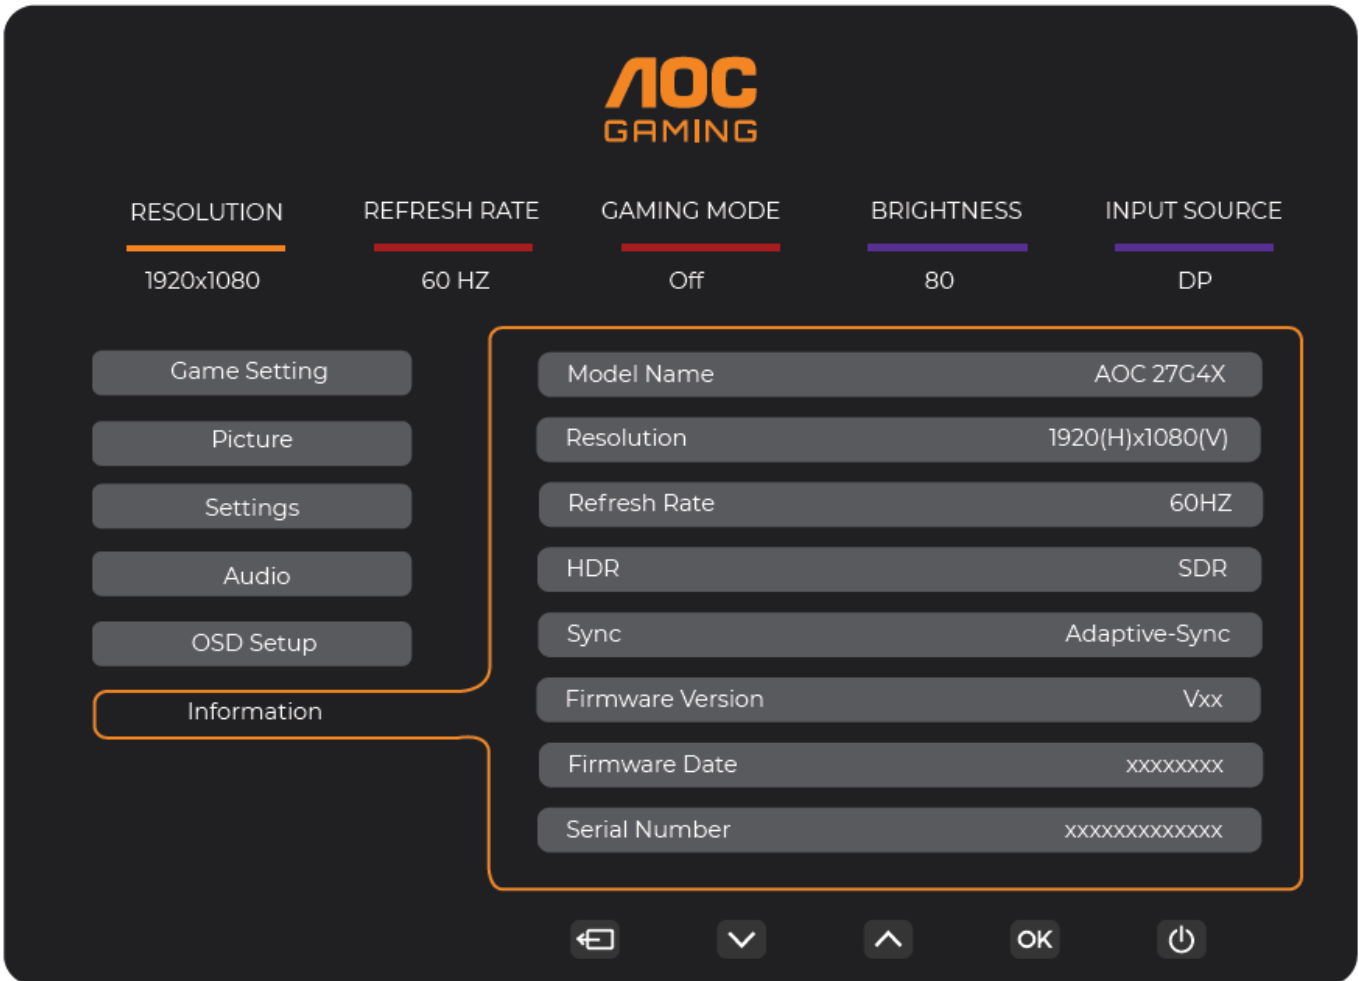 AOC
GAMING
RESOLUTION REFRESH RATE GAMING MODE BRIGHTNESS INPUT SOURCE
1920x1080 60 HZ Off 80 DP
Game Setting
Picture
Settings
Audio
OSD Setup
Information
Model Name AOC 27G4X
Resolution 1920(H)x1080(V)
Refresh Rate 60HZ
HDR SDR
Sync Adaptive-Sync
Firmware Version Vxx
Firmware Date xxxxxxxx
Serial Number xxxxxxxxxxxxx
OK